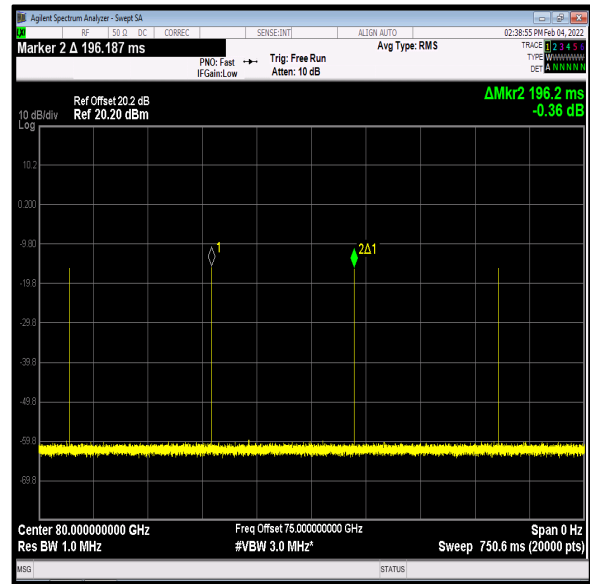 Agilent Spectrum Analyzer - Swept SA
LXI RF 50 Ω DC CORREC SENSE:INT ALIGN AUTO 02:38:55 PM Feb 04, 2022
Marker 2 Δ 196.187 ms
PNO: Fast
IFGain:Low
Trig: Free Run
Atten: 10 dB
Avg Type: RMS
TRACE 1 2 3 4 5 6
TYPE WWWWWW
DET A N N N N N
ΔMkr2 196.2 ms
-0.36 dB
Ref Offset 20.2 dB
10 dB/div Ref 20.20 dBm
Log
10.2
0.200
-9.80
1
2Δ1
-19.8
-29.8
-39.8
-49.8
-59.8
-69.8
Center 80.000000000 GHz Freq Offset 75.000000000 GHz Span 0 Hz
Res BW 1.0 MHz #VBW 3.0 MHz* Sweep 750.6 ms (20000 pts)
MSG STATUS